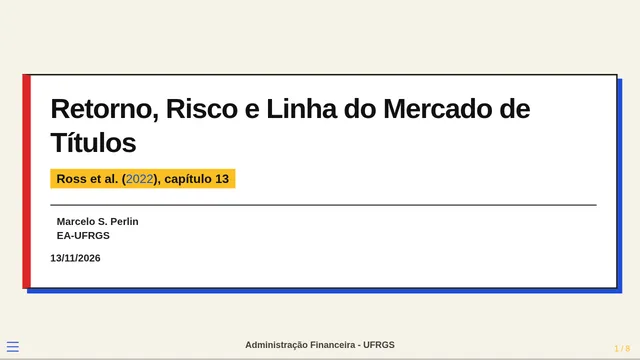 Retorno, Risco e Linha do Mercado de
Títulos
Ross et al. (2022), capítulo 13
Marcelo S. Perlin
EA-UFRGS
13/11/2026
Administração Financeira - UFRGS
1 / 8